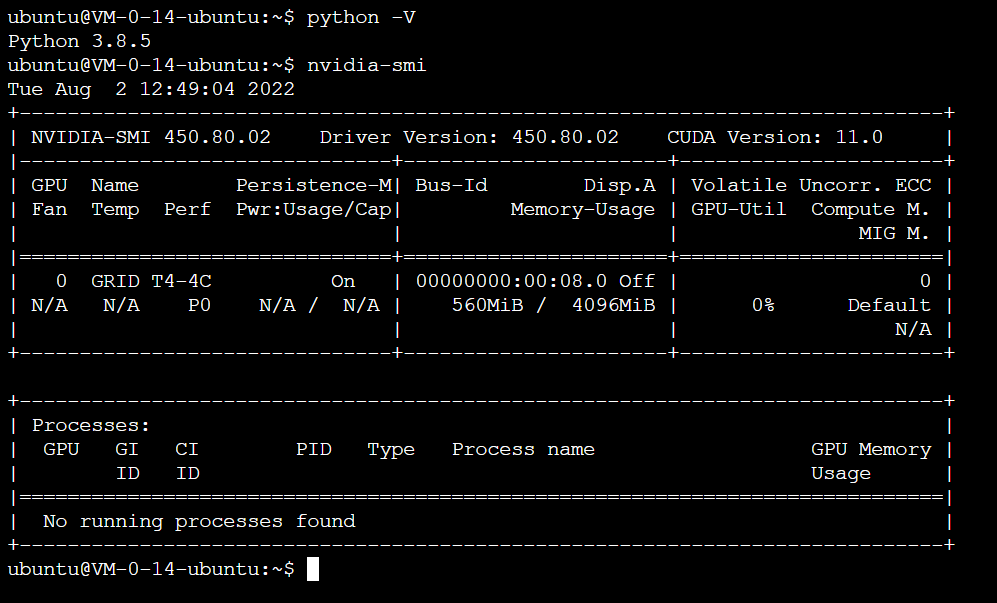 ubuntu@VM-0-14-ubuntu:~$ python -V
Python 3.8.5
ubuntu@VM-0-14-ubuntu:~$ nvidia-smi
Tue Aug  2 12:49:04 2022
+-----------------------------------------------------------------------------+
| NVIDIA-SMI 450.80.02    Driver Version: 450.80.02    CUDA Version: 11.0     |
|-------------------------------+----------------------+----------------------+
| GPU  Name        Persistence-M| Bus-Id        Disp.A | Volatile Uncorr. ECC |
| Fan  Temp  Perf  Pwr:Usage/Cap|         Memory-Usage | GPU-Util  Compute M. |
|                               |                      |               MIG M. |
|===============================+======================+======================|
|   0  GRID T4-4C          On   | 00000000:00:08.0 Off |                    0 |
| N/A   N/A    P0    N/A /  N/A |    560MiB /  4096MiB |      0%      Default |
|                               |                      |                  N/A |
+-------------------------------+----------------------+----------------------+

+-----------------------------------------------------------------------------+
| Processes:                                                                  |
|  GPU   GI   CI        PID   Type   Process name                  GPU Memory |
|        ID   ID                                                   Usage      |
|=============================================================================|
|  No running processes found                                                 |
+-----------------------------------------------------------------------------+
ubuntu@VM-0-14-ubuntu:~$